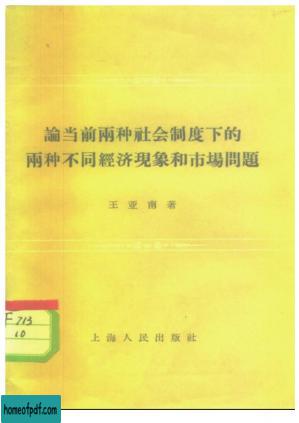 論当前兩种社会制度下的
兩种不同經济現象和市場問題
王亚南著
F 713
10
上海人民出版社
homeofpdf.com